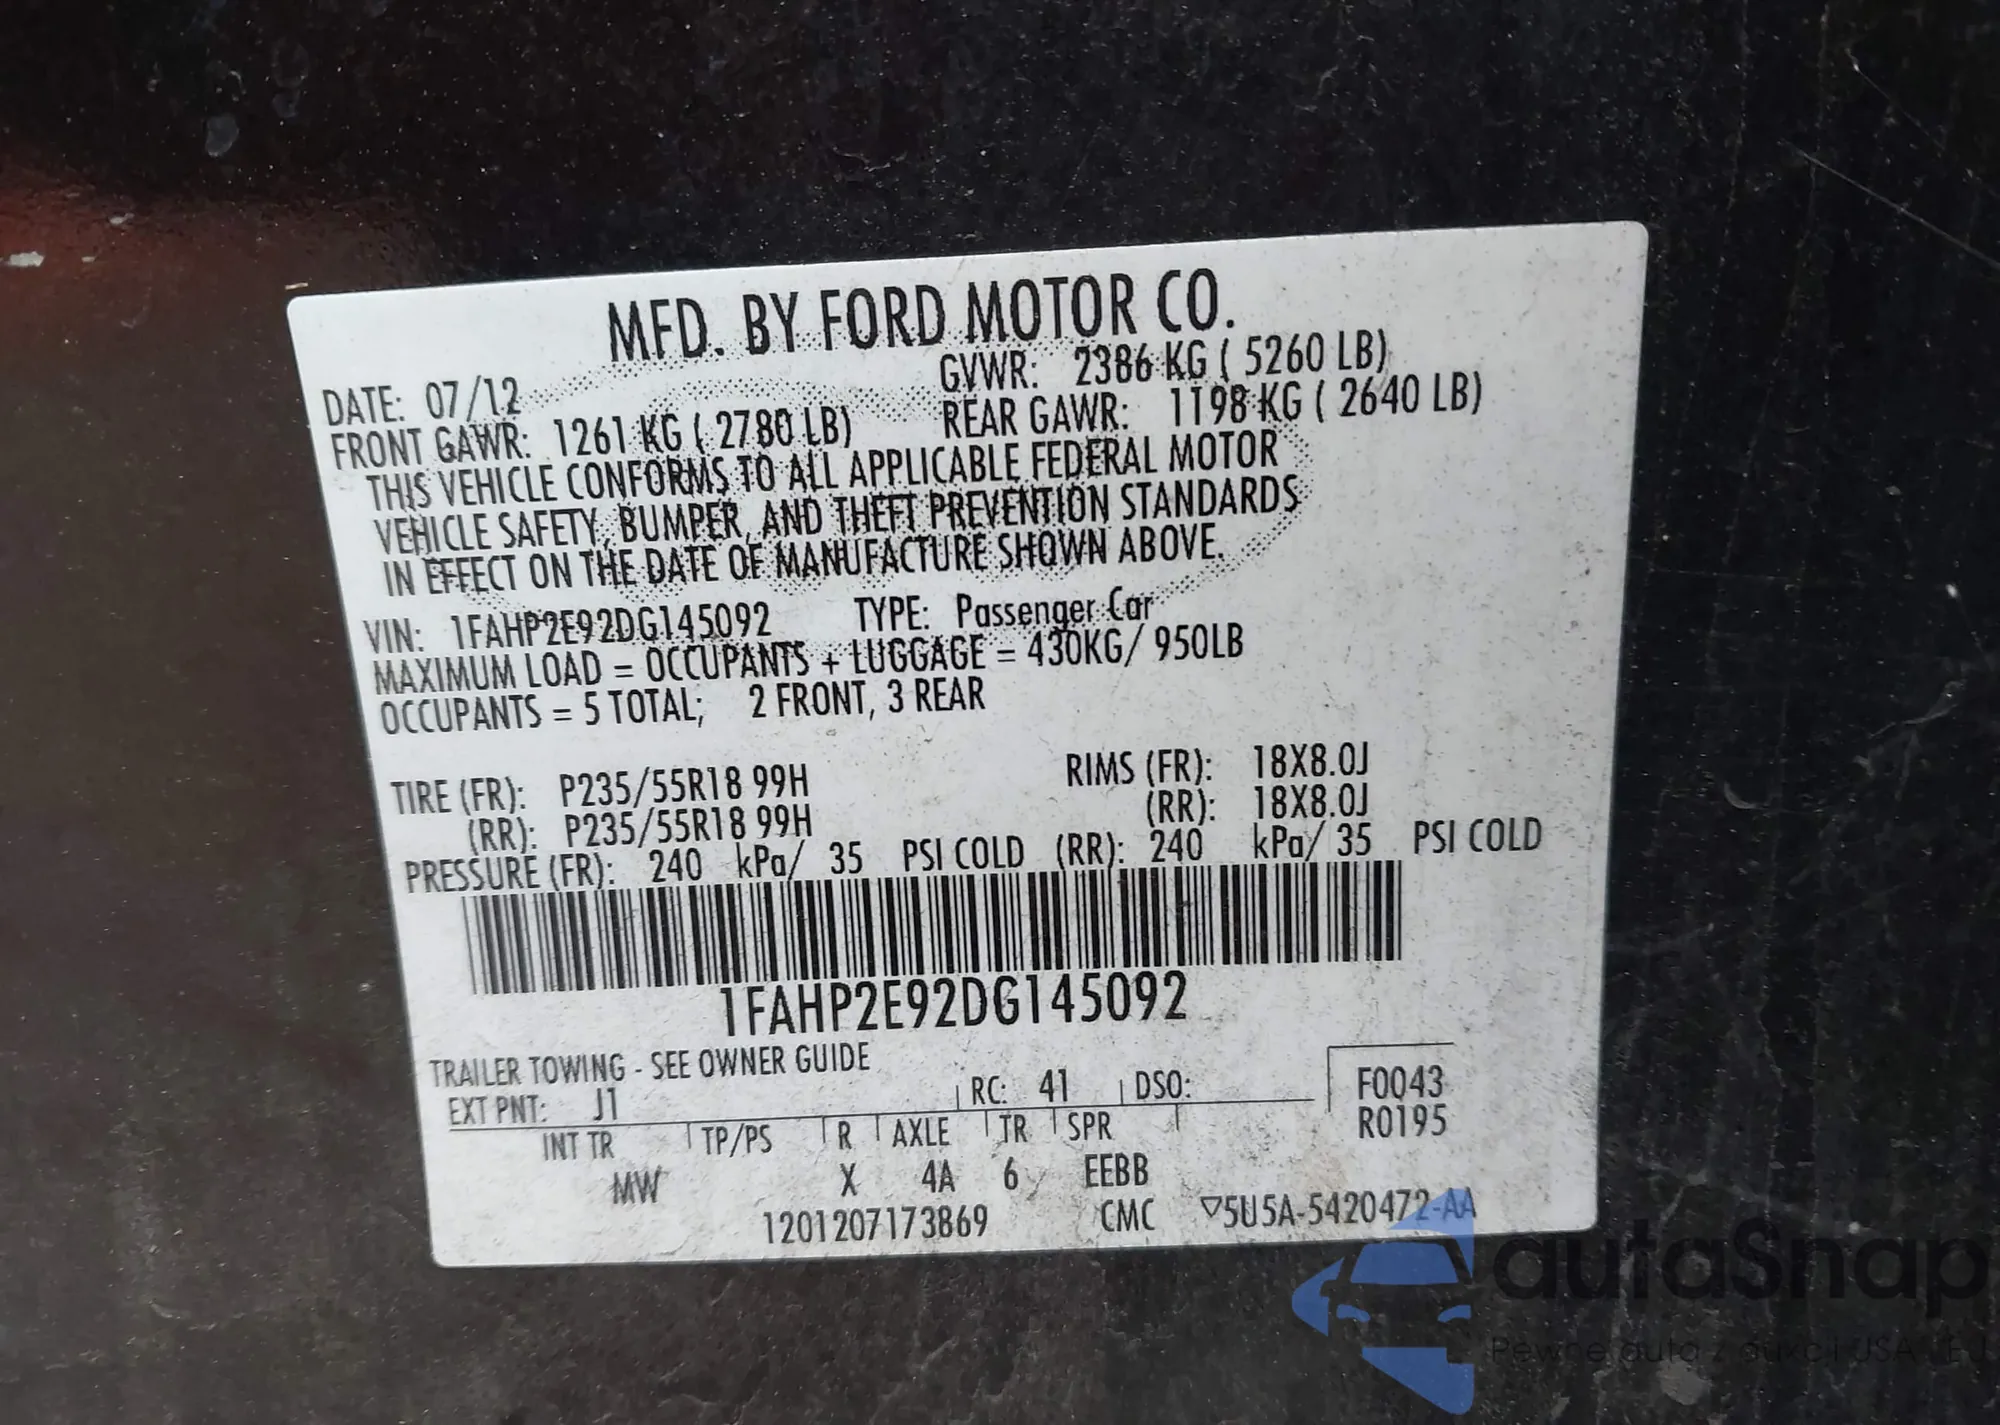 MFD. BY FORD MOTOR CO.
DATE: 07/12 GVWR: 2386 KG ( 5260 LB)
FRONT GAWR: 1261 KG ( 2780 LB) REAR GAWR: 1198 KG ( 2640 LB)
THIS VEHICLE CONFORMS TO ALL APPLICABLE FEDERAL MOTOR
VEHICLE SAFETY, BUMPER, AND THEFT PREVENTION STANDARDS
IN EFFECT ON THE DATE OF MANUFACTURE SHOWN ABOVE.
VIN: 1FAHP2E92DG145092 TYPE: Passenger Car
MAXIMUM LOAD = OCCUPANTS + LUGGAGE = 430KG/ 950LB
OCCUPANTS = 5 TOTAL; 2 FRONT, 3 REAR
TIRE (FR): P235/55R18 99H RIMS (FR): 18X8.0J
(RR): P235/55R18 99H (RR): 18X8.0J
PRESSURE (FR): 240 kPa/ 35 PSI COLD (RR): 240 kPa/ 35 PSI COLD
1FAHP2E92DG145092
TRAILER TOWING - SEE OWNER GUIDE
EXT PNT: J1 RC: 41 DSO: F0043
INT TR TP/PS R AXLE TR SPR R0195
MW X 4A 6 EEBB
1201207173869 CMC ▽5U5A-5420472-AA
autaSnap
Pewne auta z aukcji USA i EU